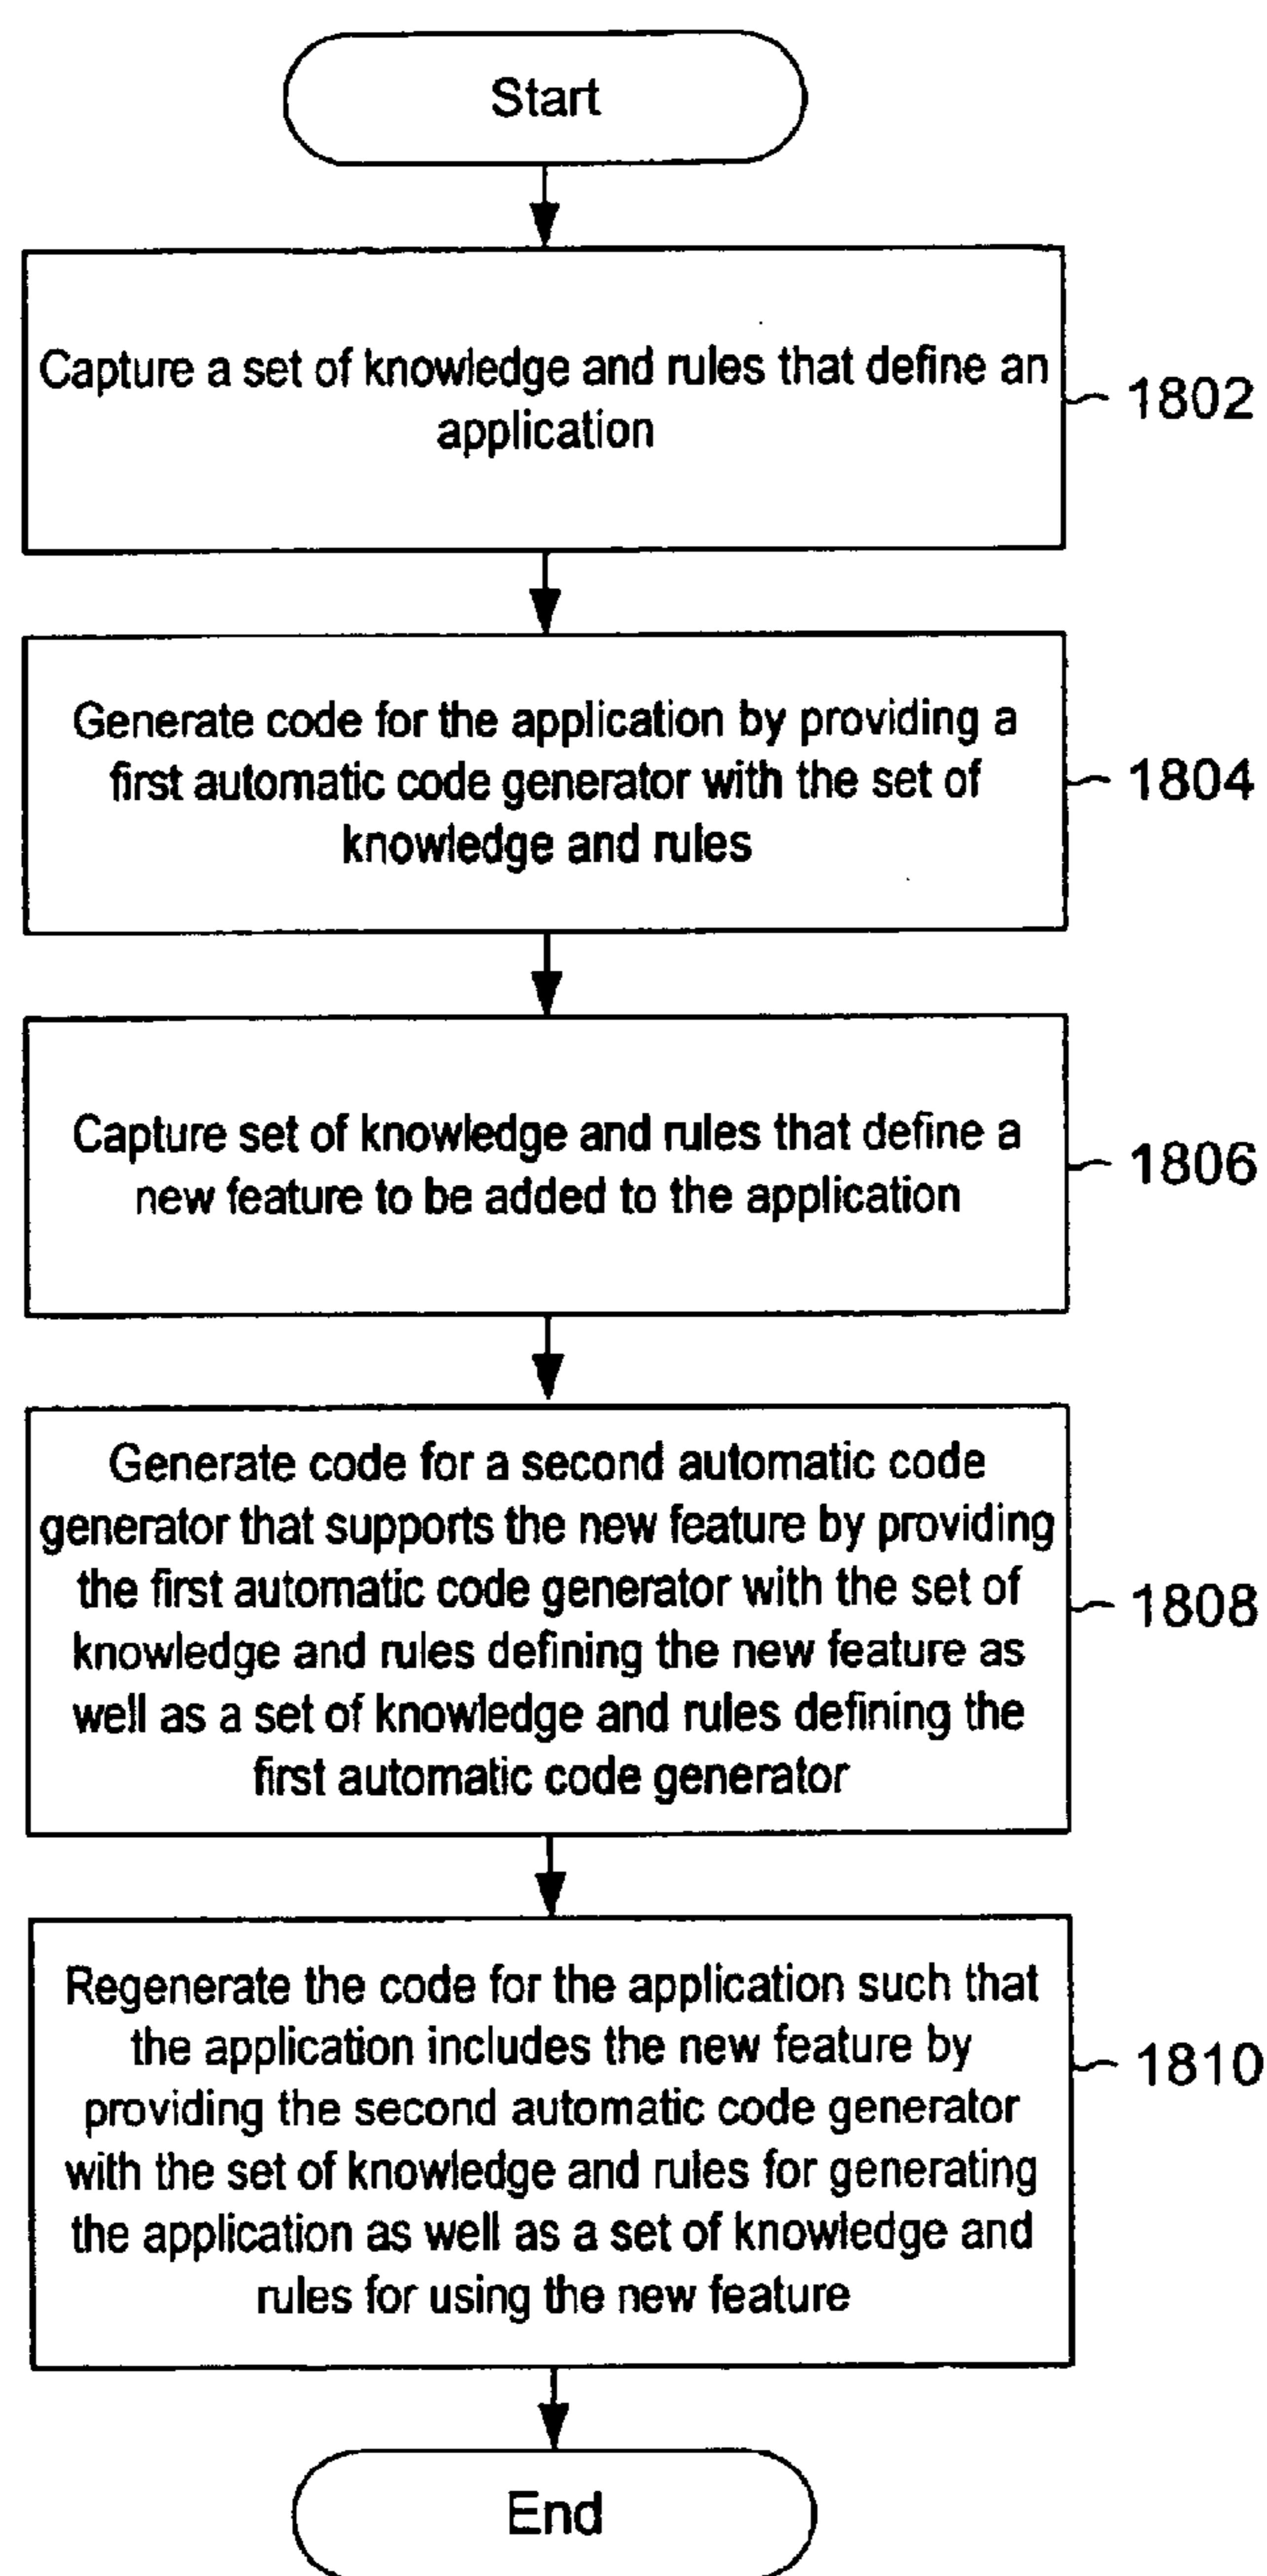 Start
Capture a set of knowledge and rules that define an
application
1802
Generate code for the application by providing a
first automatic code generator with the set of
knowledge and rules
1804
Capture set of knowledge and rules that define a
new feature to be added to the application
1806
Generate code for a second automatic code
generator that supports the new feature by providing
the first automatic code generator with the set of
knowledge and rules defining the new feature as
well as a set of knowledge and rules defining the
first automatic code generator
1808
Regenerate the code for the application such that
the application includes the new feature by
providing the second automatic code generator
with the set of knowledge and rules for generating
the application as well as a set of knowledge and
rules for using the new feature
1810
End